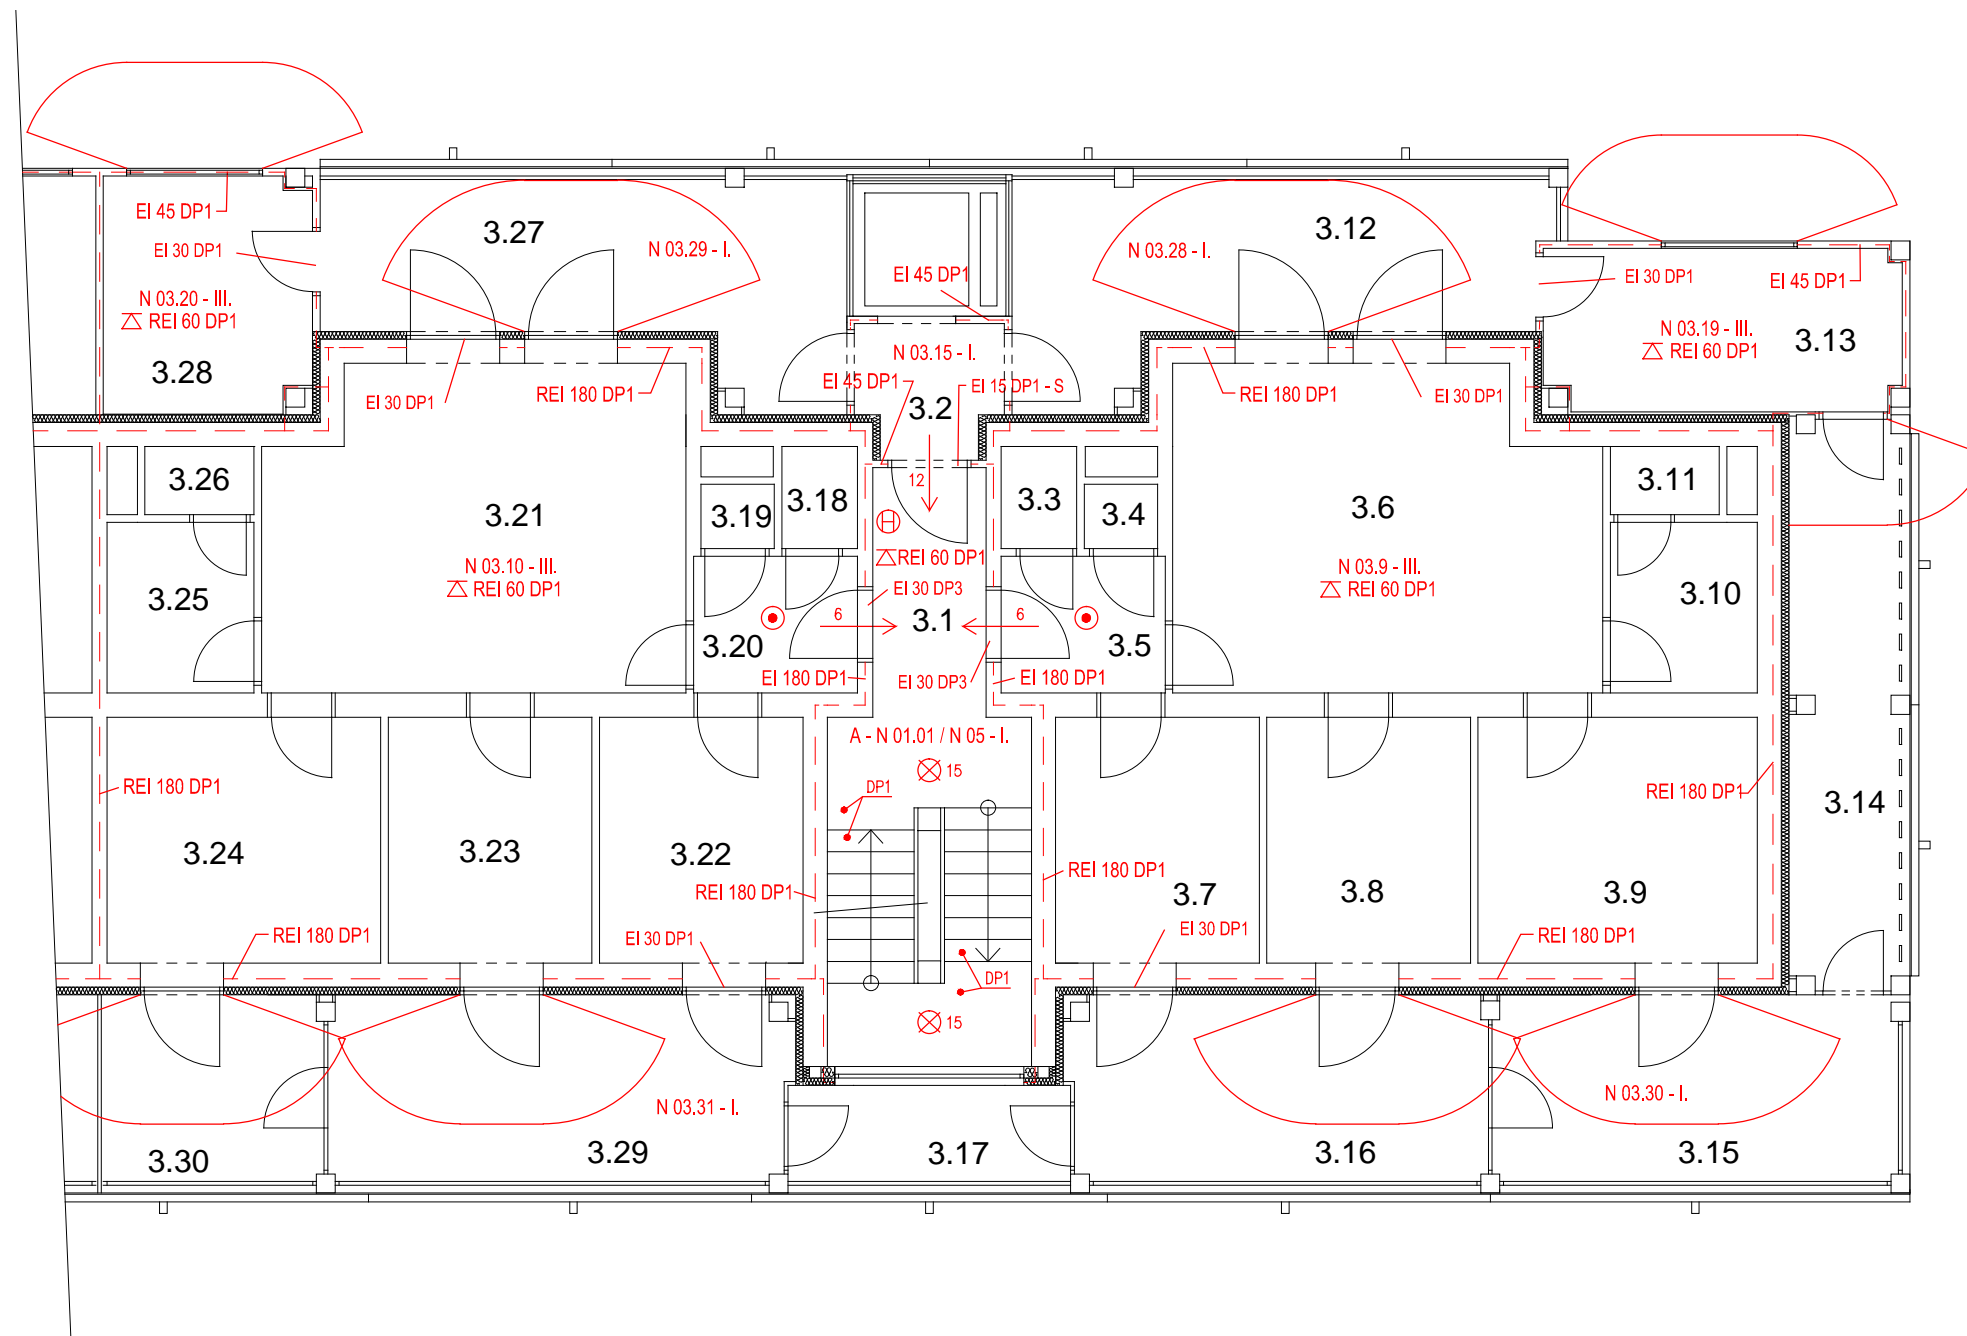 EI 45 DP1
EI 30 DP1
N 03.20 - III.
REI 60 DP1
3.28
3.27
N 03.29 - I.
EI 45 DP1
N 03.28 - I.
3.12
EI 30 DP1
EI 45 DP1
N 03.19 - III.
REI 60 DP1
3.13
EI 30 DP1
REI 180 DP1
N 03.15 - I.
EI 45 DP1
EI 15 DP1 - S
3.2
REI 180 DP1
EI 30 DP1
3.26
3.21
3.19
3.18
12
H
3.3
3.4
3.6
3.11
N 03.10 - III.
REI 60 DP1
REI 60 DP1
N 03.9 - III.
REI 60 DP1
3.25
EI 30 DP3
3.10
6
3.1
6
3.20
3.5
EI 180 DP1
EI 30 DP3
EI 180 DP1
A - N 01.01 / N 05 - I.
15
REI 180 DP1
DP1
REI 180 DP1
3.14
3.24
3.23
3.22
REI 180 DP1
REI 180 DP1
3.7
3.8
3.9
REI 180 DP1
EI 30 DP1
EI 30 DP1
REI 180 DP1
DP1
15
N 03.31 - I.
N 03.30 - I.
3.30
3.29
3.17
3.16
3.15